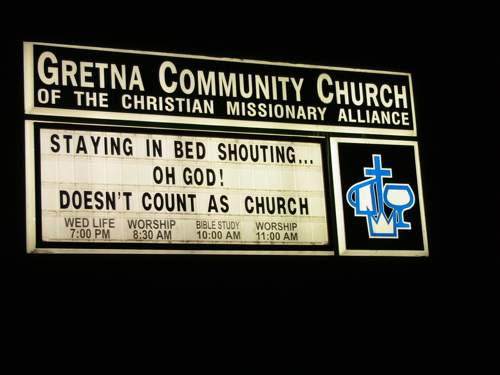 GRETNA COMMUNITY CHURCH
OF THE CHRISTIAN MISSIONARY ALLIANCE
STAYING IN BED SHOUTING...
OH GOD!
DOESN'T COUNT AS CHURCH
WED LIFE WORSHIP BIBLE STUDY WORSHIP
7:00 PM 8:30 AM 10:00 AM 11:00 AM